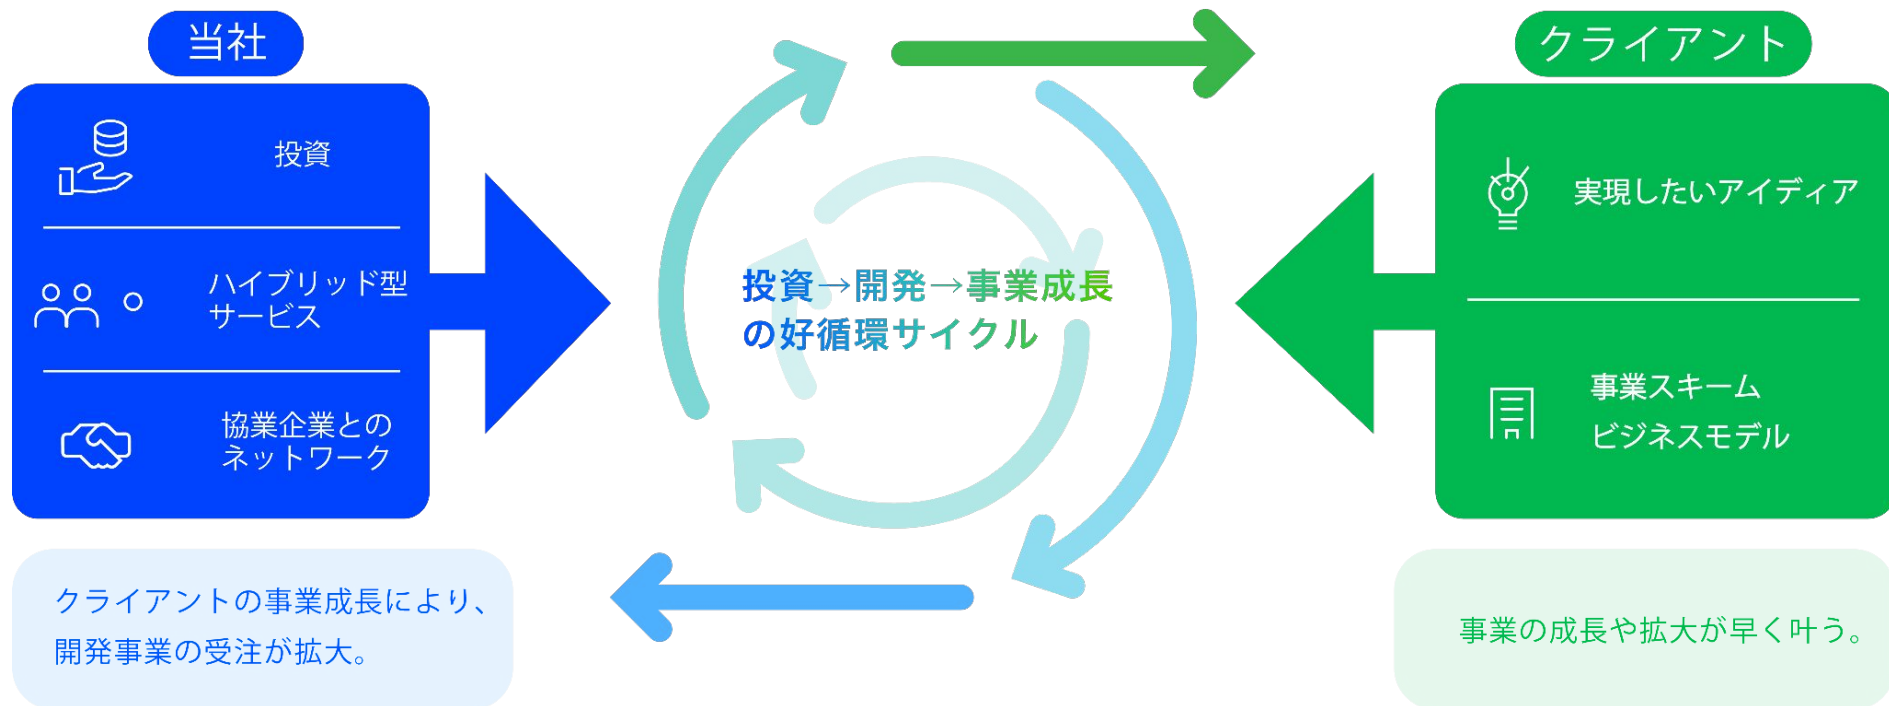 当社
投資
ハイブリッド型
サービス
協業企業との
ネットワーク
クライアントの事業成長により、
開発事業の受注が拡大。
投資→開発→事業成長
の好循環サイクル
クライアント
実現したいアイディア
事業スキーム
ビジネスモデル
事業の成長や拡大が早く叶う。